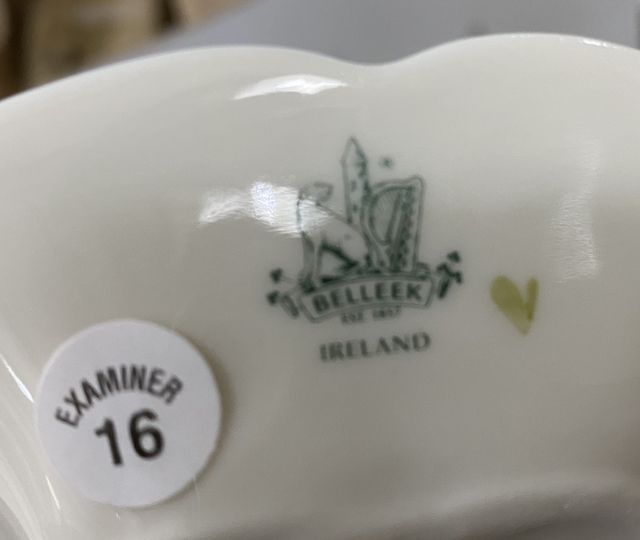 BELLEEK
EST 1857
IRELAND
EXAMINER
16